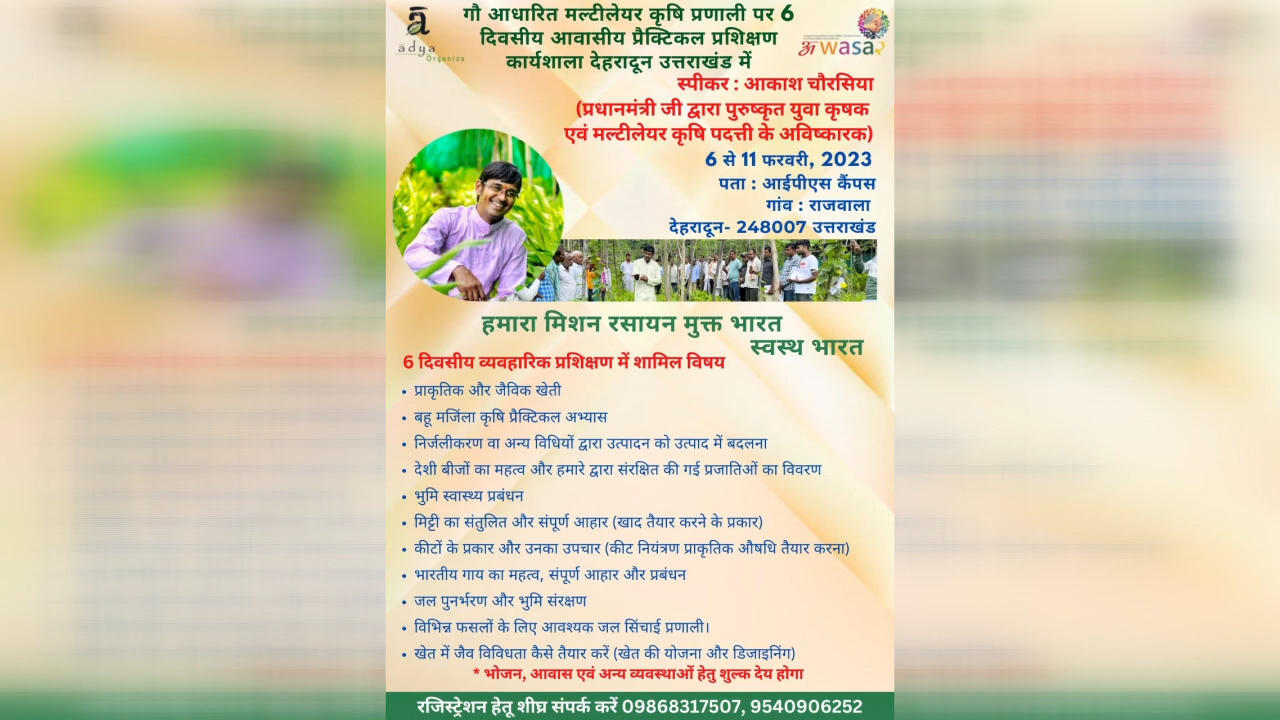 ā
ādya
Organics
गौ आधारित मल्टीलेयर कृषि प्रणाली पर 6
दिवसीय आवासीय प्रैक्टिकल प्रशिक्षण
कार्यशाला देहरादून उत्तराखंड में
अ wasar
स्पीकर : आकाश चौरसिया
(प्रधानमंत्री जी द्वारा पुरुष्कृत युवा कृषक
एवं मल्टीलेयर कृषि पदत्ती के अविष्कारक)
6 से 11 फरवरी, 2023
पता : आईपीएस कैंपस
गांव : राजवाला
देहरादून- 248007 उत्तराखंड
हमारा मिशन रसायन मुक्त भारत
स्वस्थ भारत
6 दिवसीय व्यवहारिक प्रशिक्षण में शामिल विषय
• प्राकृतिक और जैविक खेती
• बहू मजिंला कृषि प्रैक्टिकल अभ्यास
• निर्जलीकरण वा अन्य विधियों द्वारा उत्पादन को उत्पाद में बदलना
• देशी बीजों का महत्व और हमारे द्वारा संरक्षित की गई प्रजातिओं का विवरण
• भुमि स्वास्थ्य प्रबंधन
• मिट्टी का संतुलित और संपूर्ण आहार (खाद तैयार करने के प्रकार)
• कीटों के प्रकार और उनका उपचार (कीट नियंत्रण प्राकृतिक औषधि तैयार करना)
• भारतीय गाय का महत्व, संपूर्ण आहार और प्रबंधन
• जल पुनर्भरण और भुमि संरक्षण
• विभिन्न फसलों के लिए आवश्यक जल सिंचाई प्रणाली।
• खेत में जैव विविधता कैसे तैयार करें (खेत की योजना और डिजाइनिंग)
* भोजन, आवास एवं अन्य व्यवस्थाओं हेतु शुल्क देय होगा
रजिस्ट्रेशन हेतू शीघ्र संपर्क करें 09868317507, 9540906252